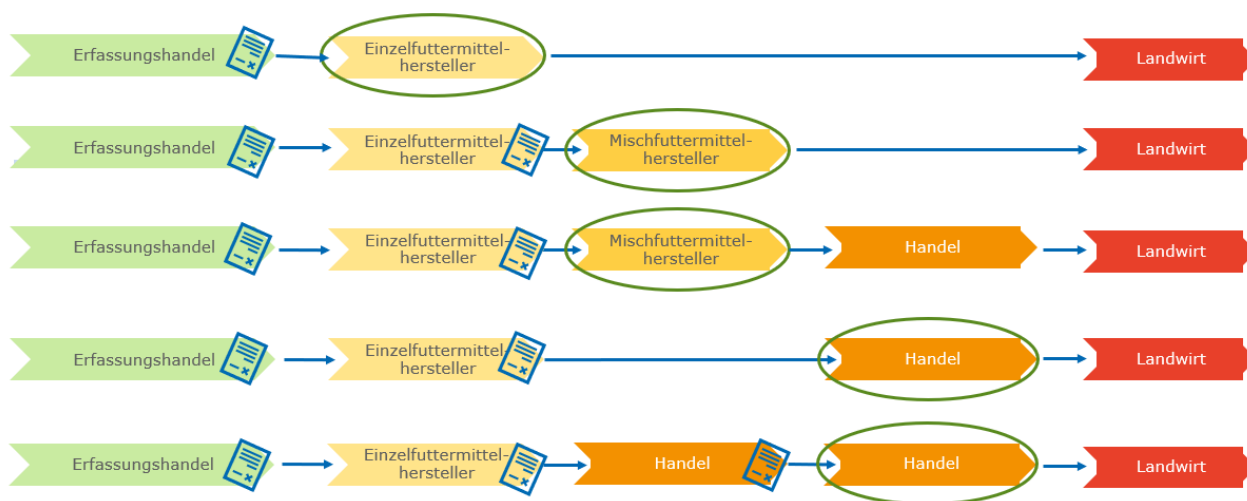 Erfassungshandel
Einzelfuttermittel-
hersteller
Landwirt
Erfassungshandel
Einzelfuttermittel-
hersteller
Mischfuttermittel-
hersteller
Landwirt
Erfassungshandel
Einzelfuttermittel-
hersteller
Mischfuttermittel-
hersteller
Handel
Landwirt
Erfassungshandel
Einzelfuttermittel-
hersteller
Handel
Landwirt
Erfassungshandel
Einzelfuttermittel-
hersteller
Handel
Handel
Landwirt